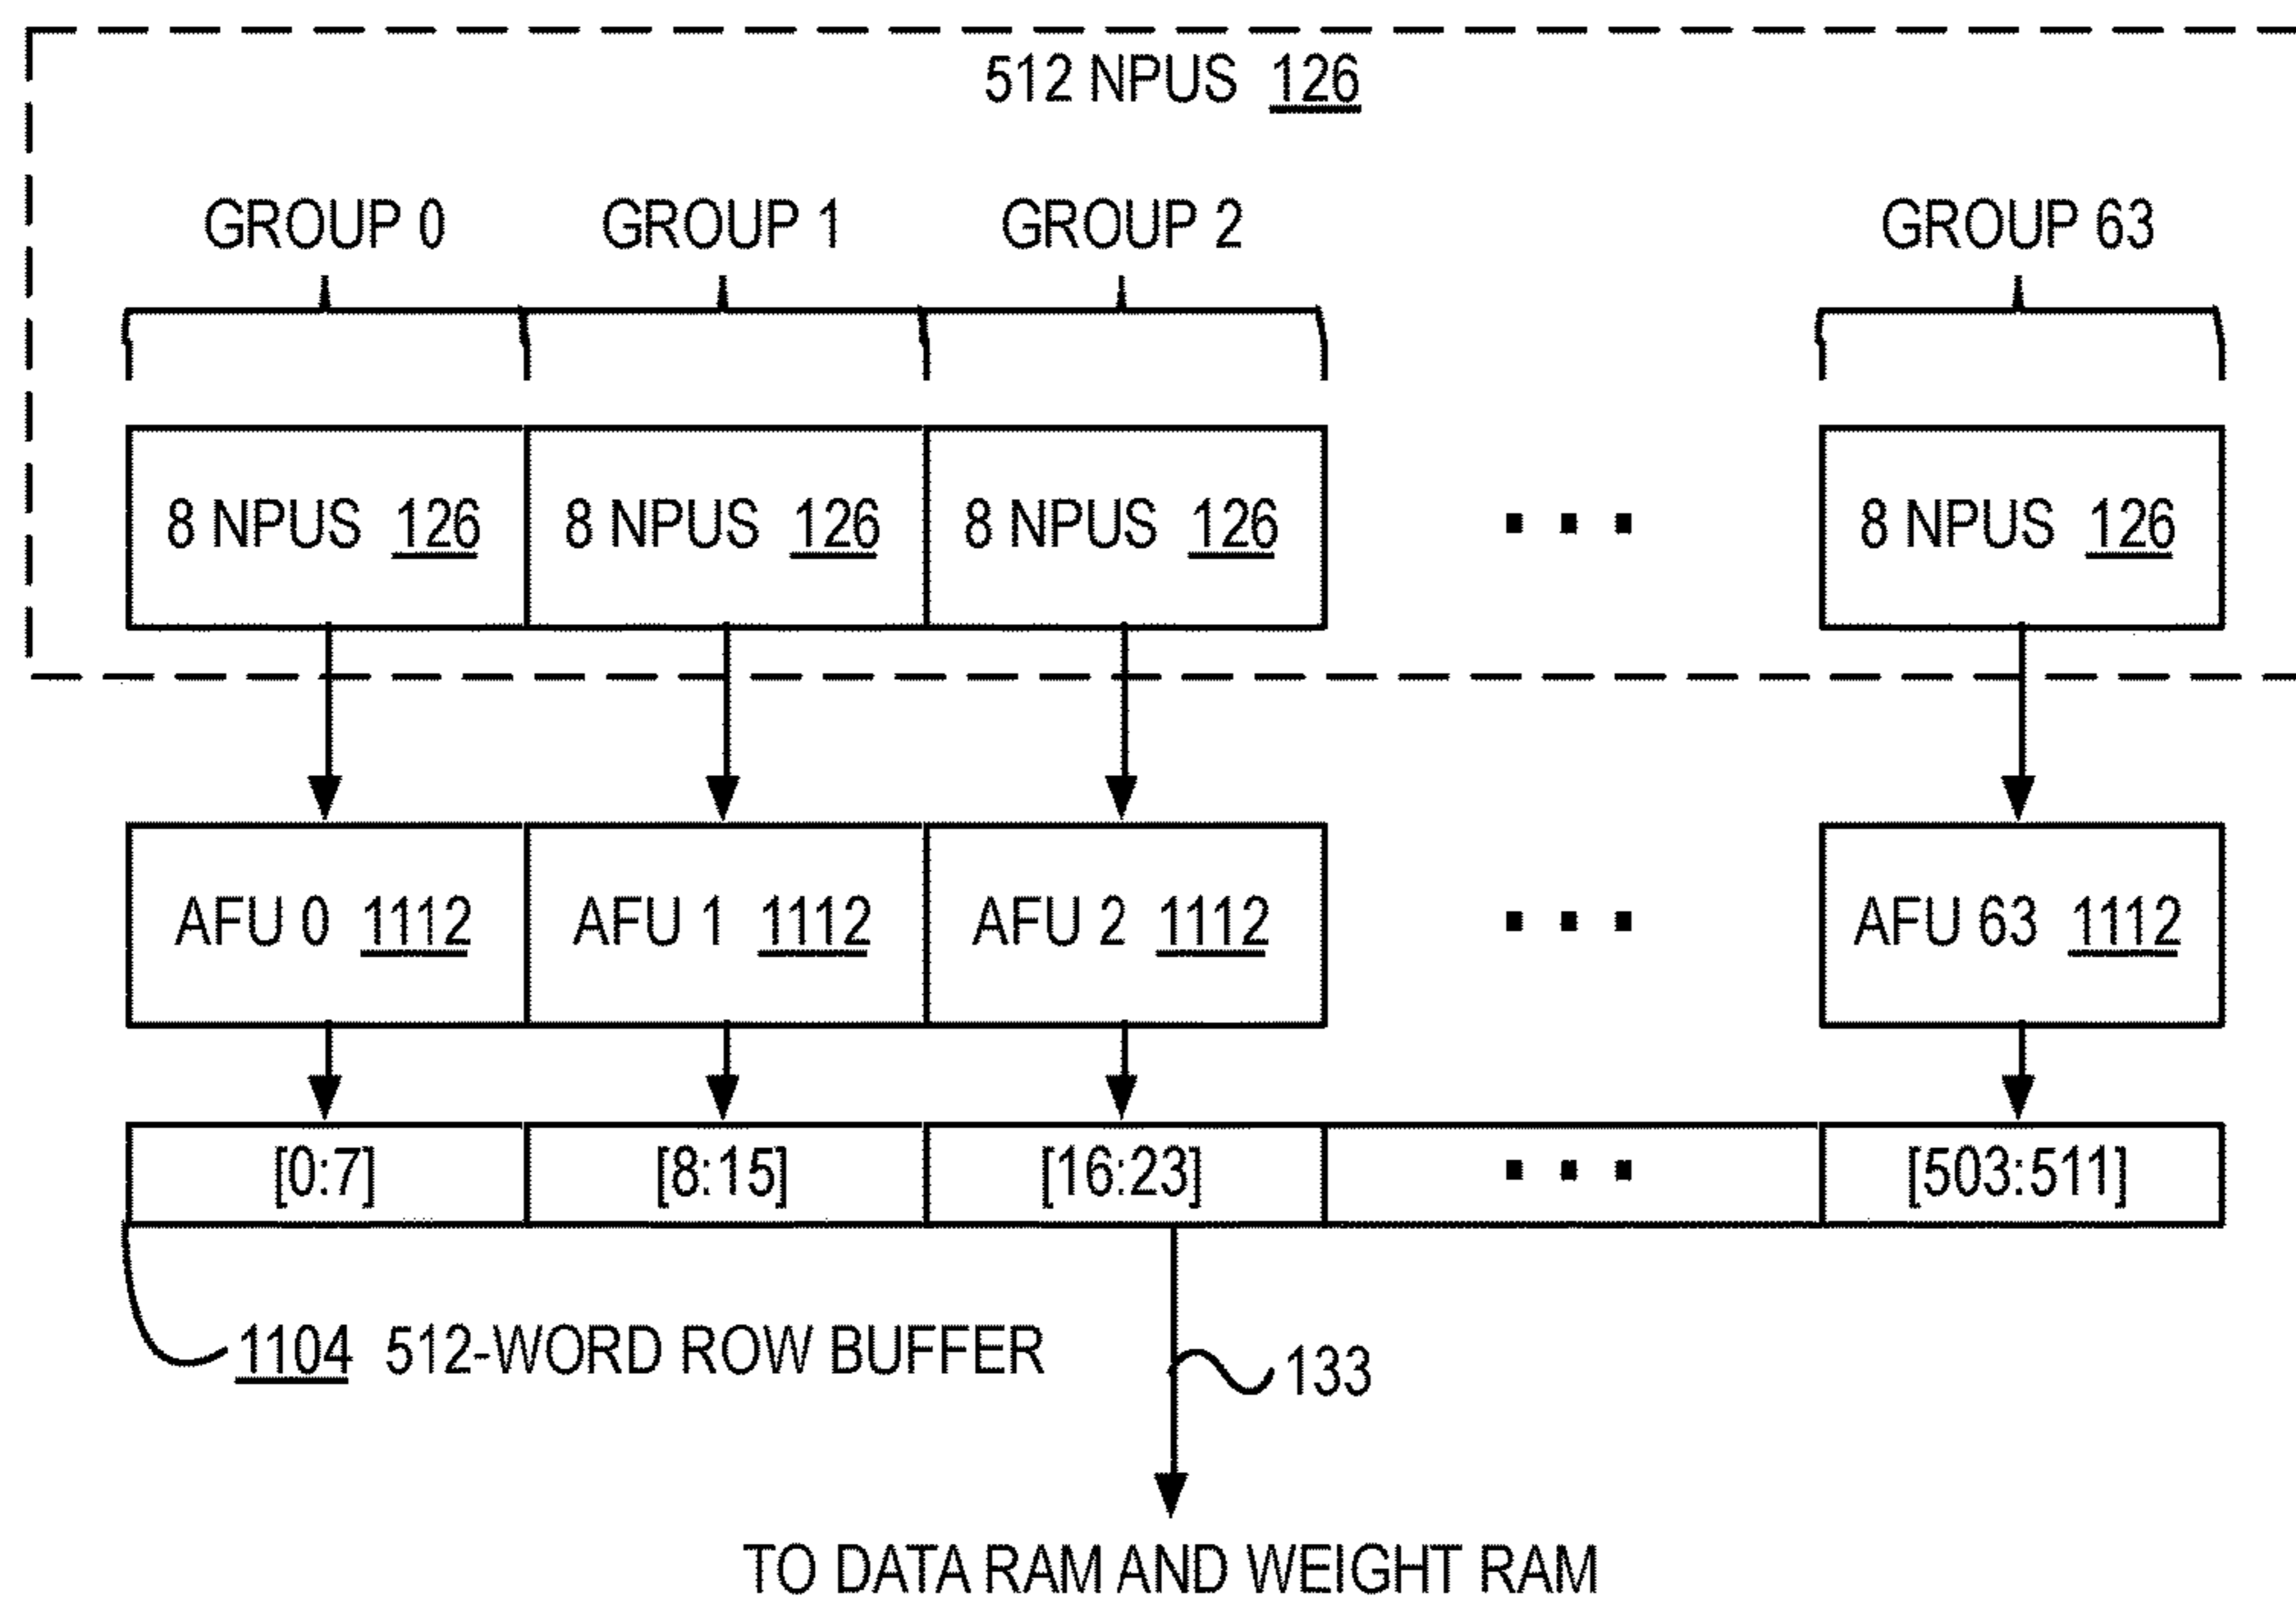 512 NPUS 126
GROUP 0 GROUP 1 GROUP 2 GROUP 63
8 NPUS 126 8 NPUS 126 8 NPUS 126 8 NPUS 126
AFU 0 1112 AFU 1 1112 AFU 2 1112 AFU 63 1112
[0:7] [8:15] [16:23] [503:511]
1104 512-WORD ROW BUFFER
133
TO DATA RAM AND WEIGHT RAM